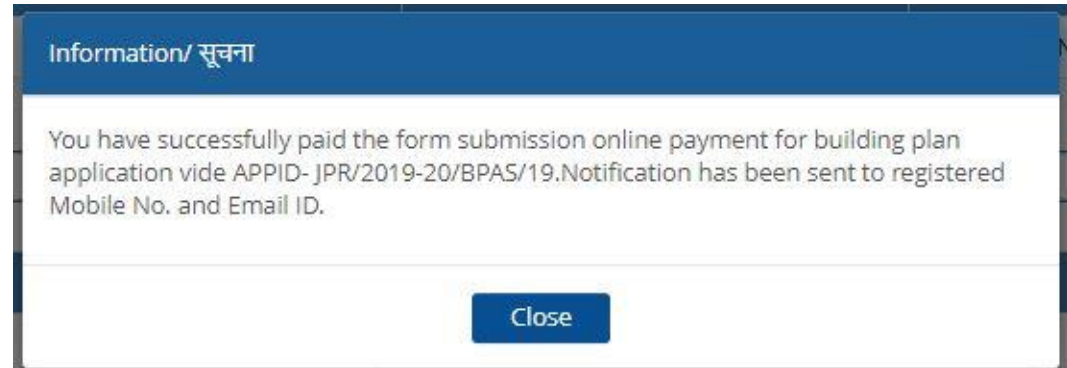 Information/ सूचना
You have successfully paid the form submission online payment for building plan
application vide APPID- JPR/2019-20/BPAS/19.Notification has been sent to registered
Mobile No. and Email ID.
Close